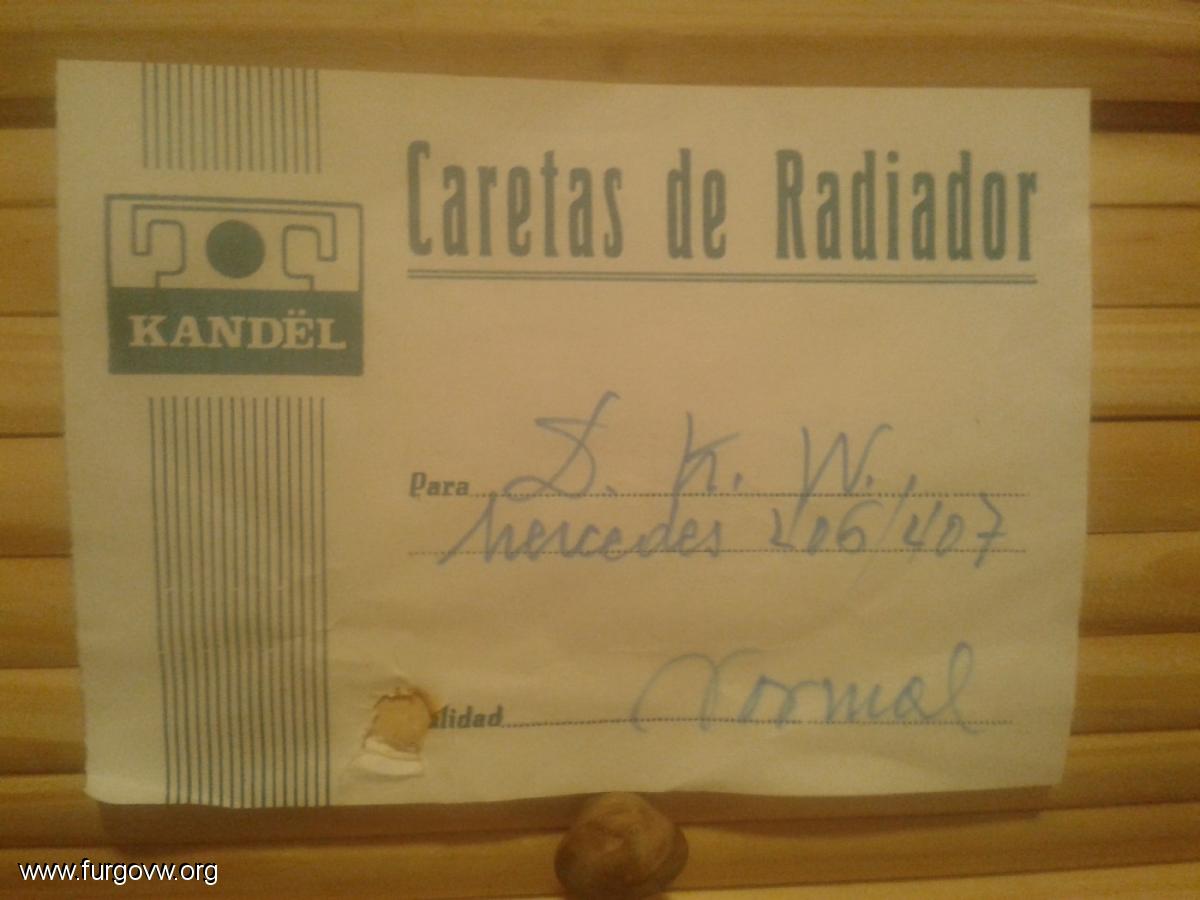 Caretas de Radiador
KANDËL
Para D. K. W.,
Mercedes 406/407
alidad Normal
www.furgovw.org